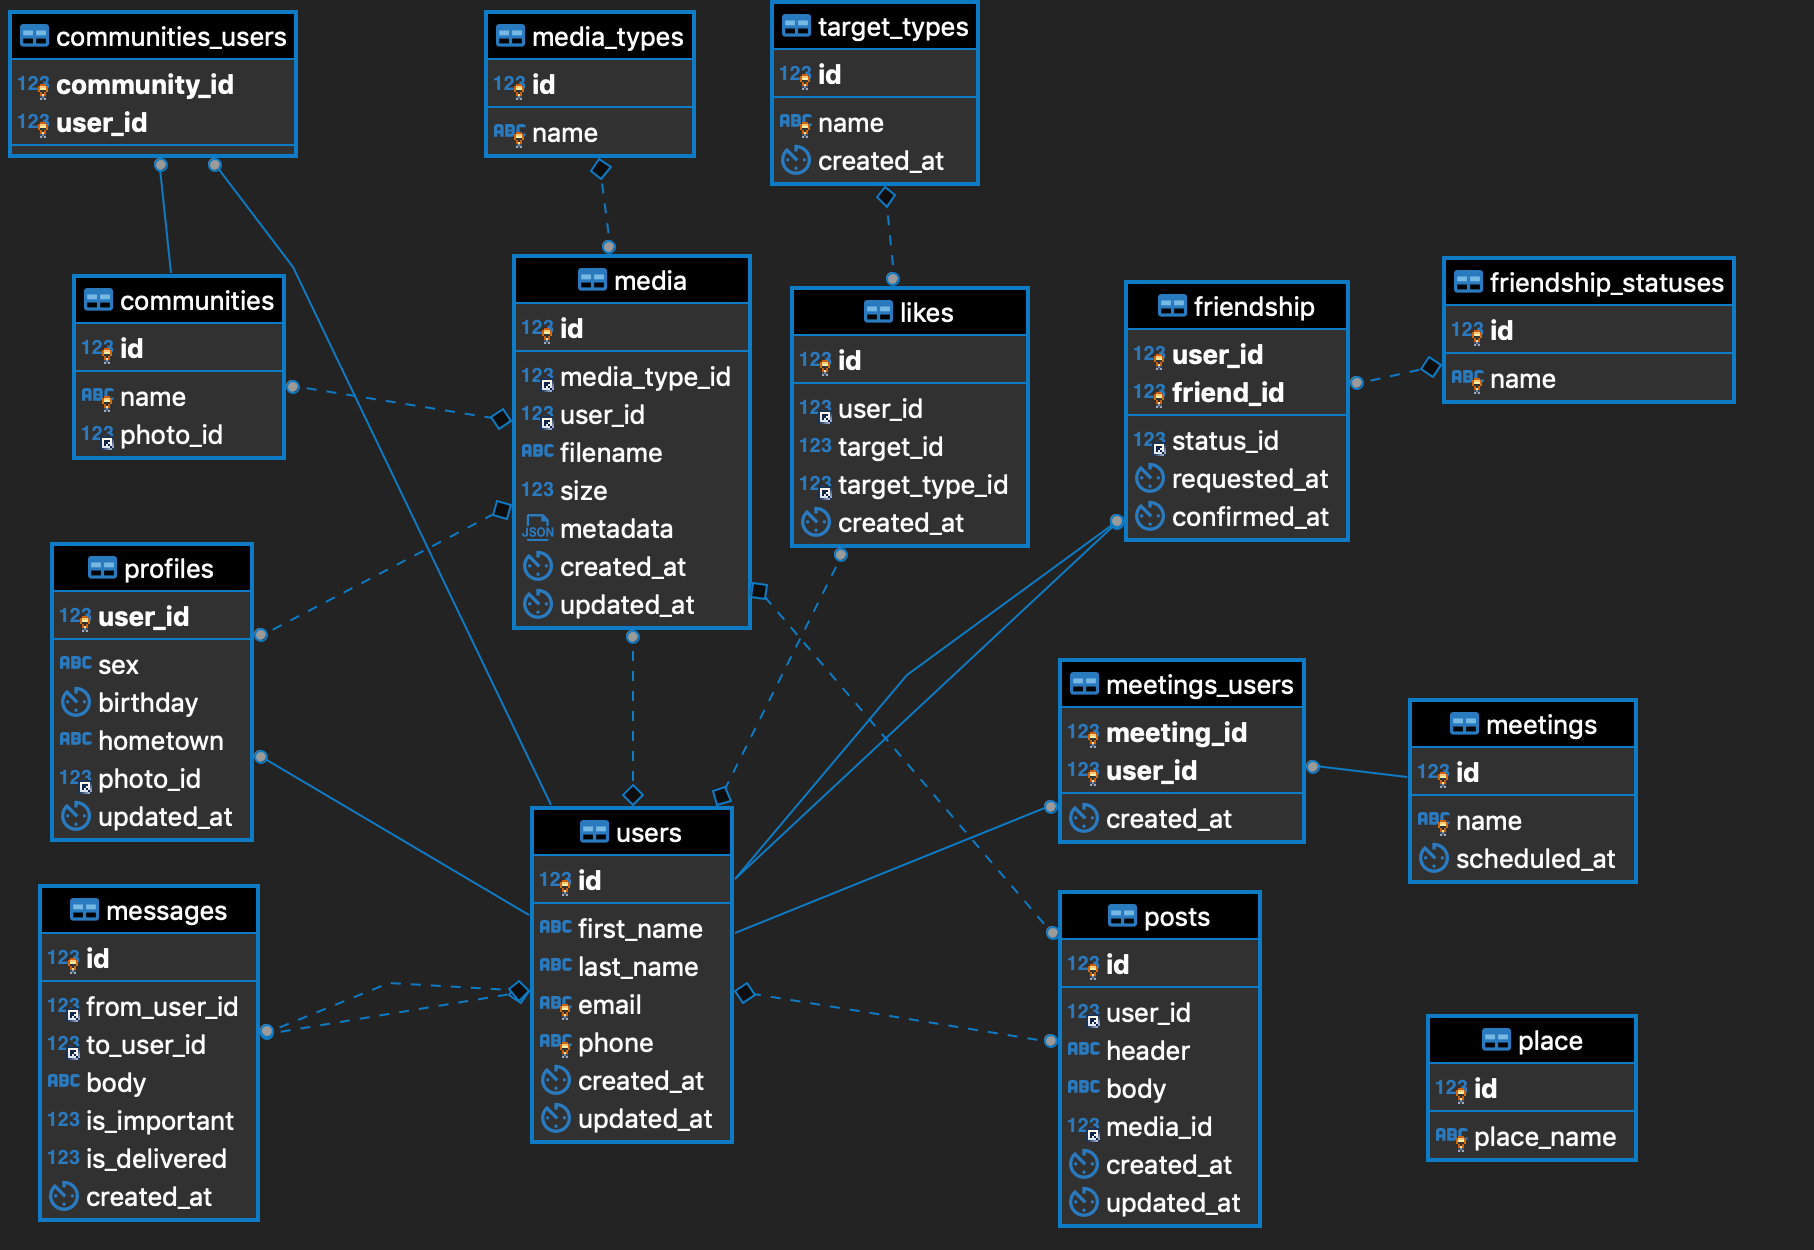 communities_users
123 community_id
123 user_id
media_types
123 id
ABC name
target_types
123 id
ABC name
created_at
communities
123 id
ABC name
123 photo_id
media
123 id
123 media_type_id
123 user_id
ABC filename
123 size
JSON metadata
created_at
updated_at
likes
123 id
123 user_id
123 target_id
123 target_type_id
created_at
friendship
123 user_id
123 friend_id
123 status_id
requested_at
confirmed_at
friendship_statuses
123 id
ABC name
profiles
123 user_id
ABC sex
birthday
ABC hometown
123 photo_id
updated_at
meetings_users
123 meeting_id
123 user_id
created_at
meetings
123 id
ABC name
scheduled_at
messages
123 id
123 from_user_id
123 to_user_id
ABC body
123 is_important
123 is_delivered
created_at
users
123 id
ABC first_name
ABC last_name
ABC email
ABC phone
created_at
updated_at
posts
123 id
123 user_id
ABC header
ABC body
123 media_id
created_at
updated_at
place
123 id
ABC place_name